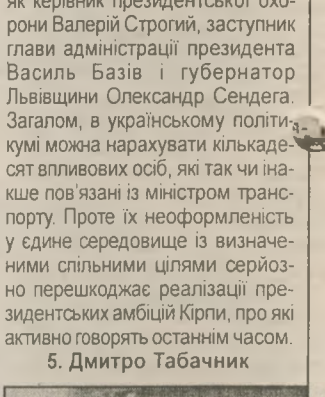 як керівник президентської охо-
рони Валерій Строгий, заступник
глави адміністрації президента
Василь Базів і губернатор
Львівщини Олександр Сендега.
Загалом, в українському політи-
кумі можна нарахувати кількаде-
сят впливових осіб, які так чи іна-
кше пов'язані із міністром транс-
порту. Проте їх неоформленість
у єдине середовище із визначе-
ними спільними цілями серйоз-
но перешкоджає реалізації пре-
зидентських амбіцій Кірпи, про які
активно говорять останнім часом.
5. Дмитро Табачник